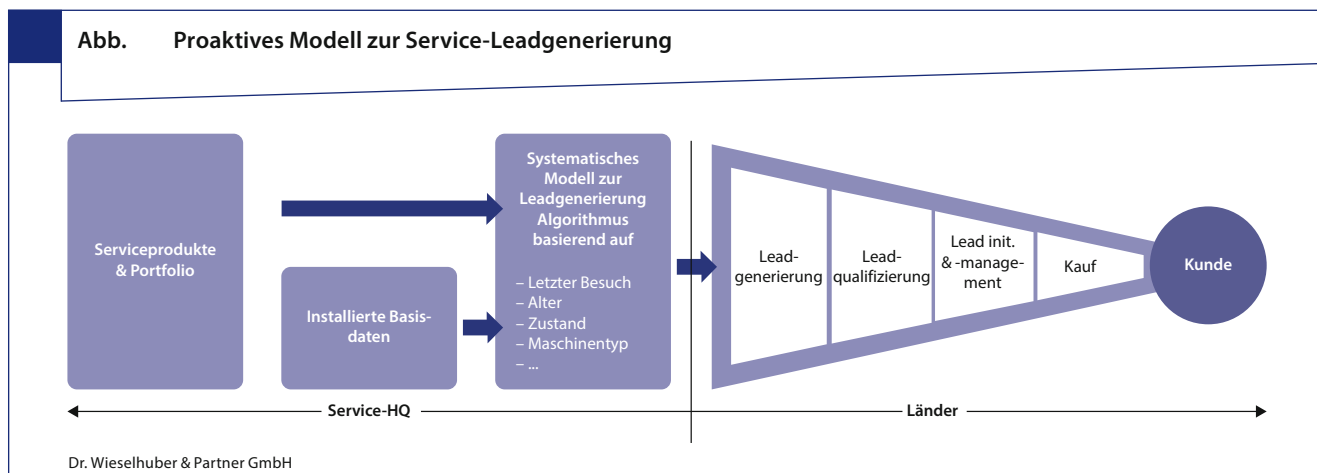 Abb. Proaktives Modell zur Service-Leadgenerierung
Serviceprodukte
& Portfolio
Installierte Basis-
daten
Systematisches
Modell zur
Leadgenerierung
Algorithmus
basierend auf
– Letzter Besuch
– Alter
– Zustand
– Maschinentyp
– ...
Lead-
generierung
Lead-
qualifizierung
Lead init.
& -manage-
ment
Kauf
Kunde
Service-HQ
Länder
Dr. Wieselhuber & Partner GmbH